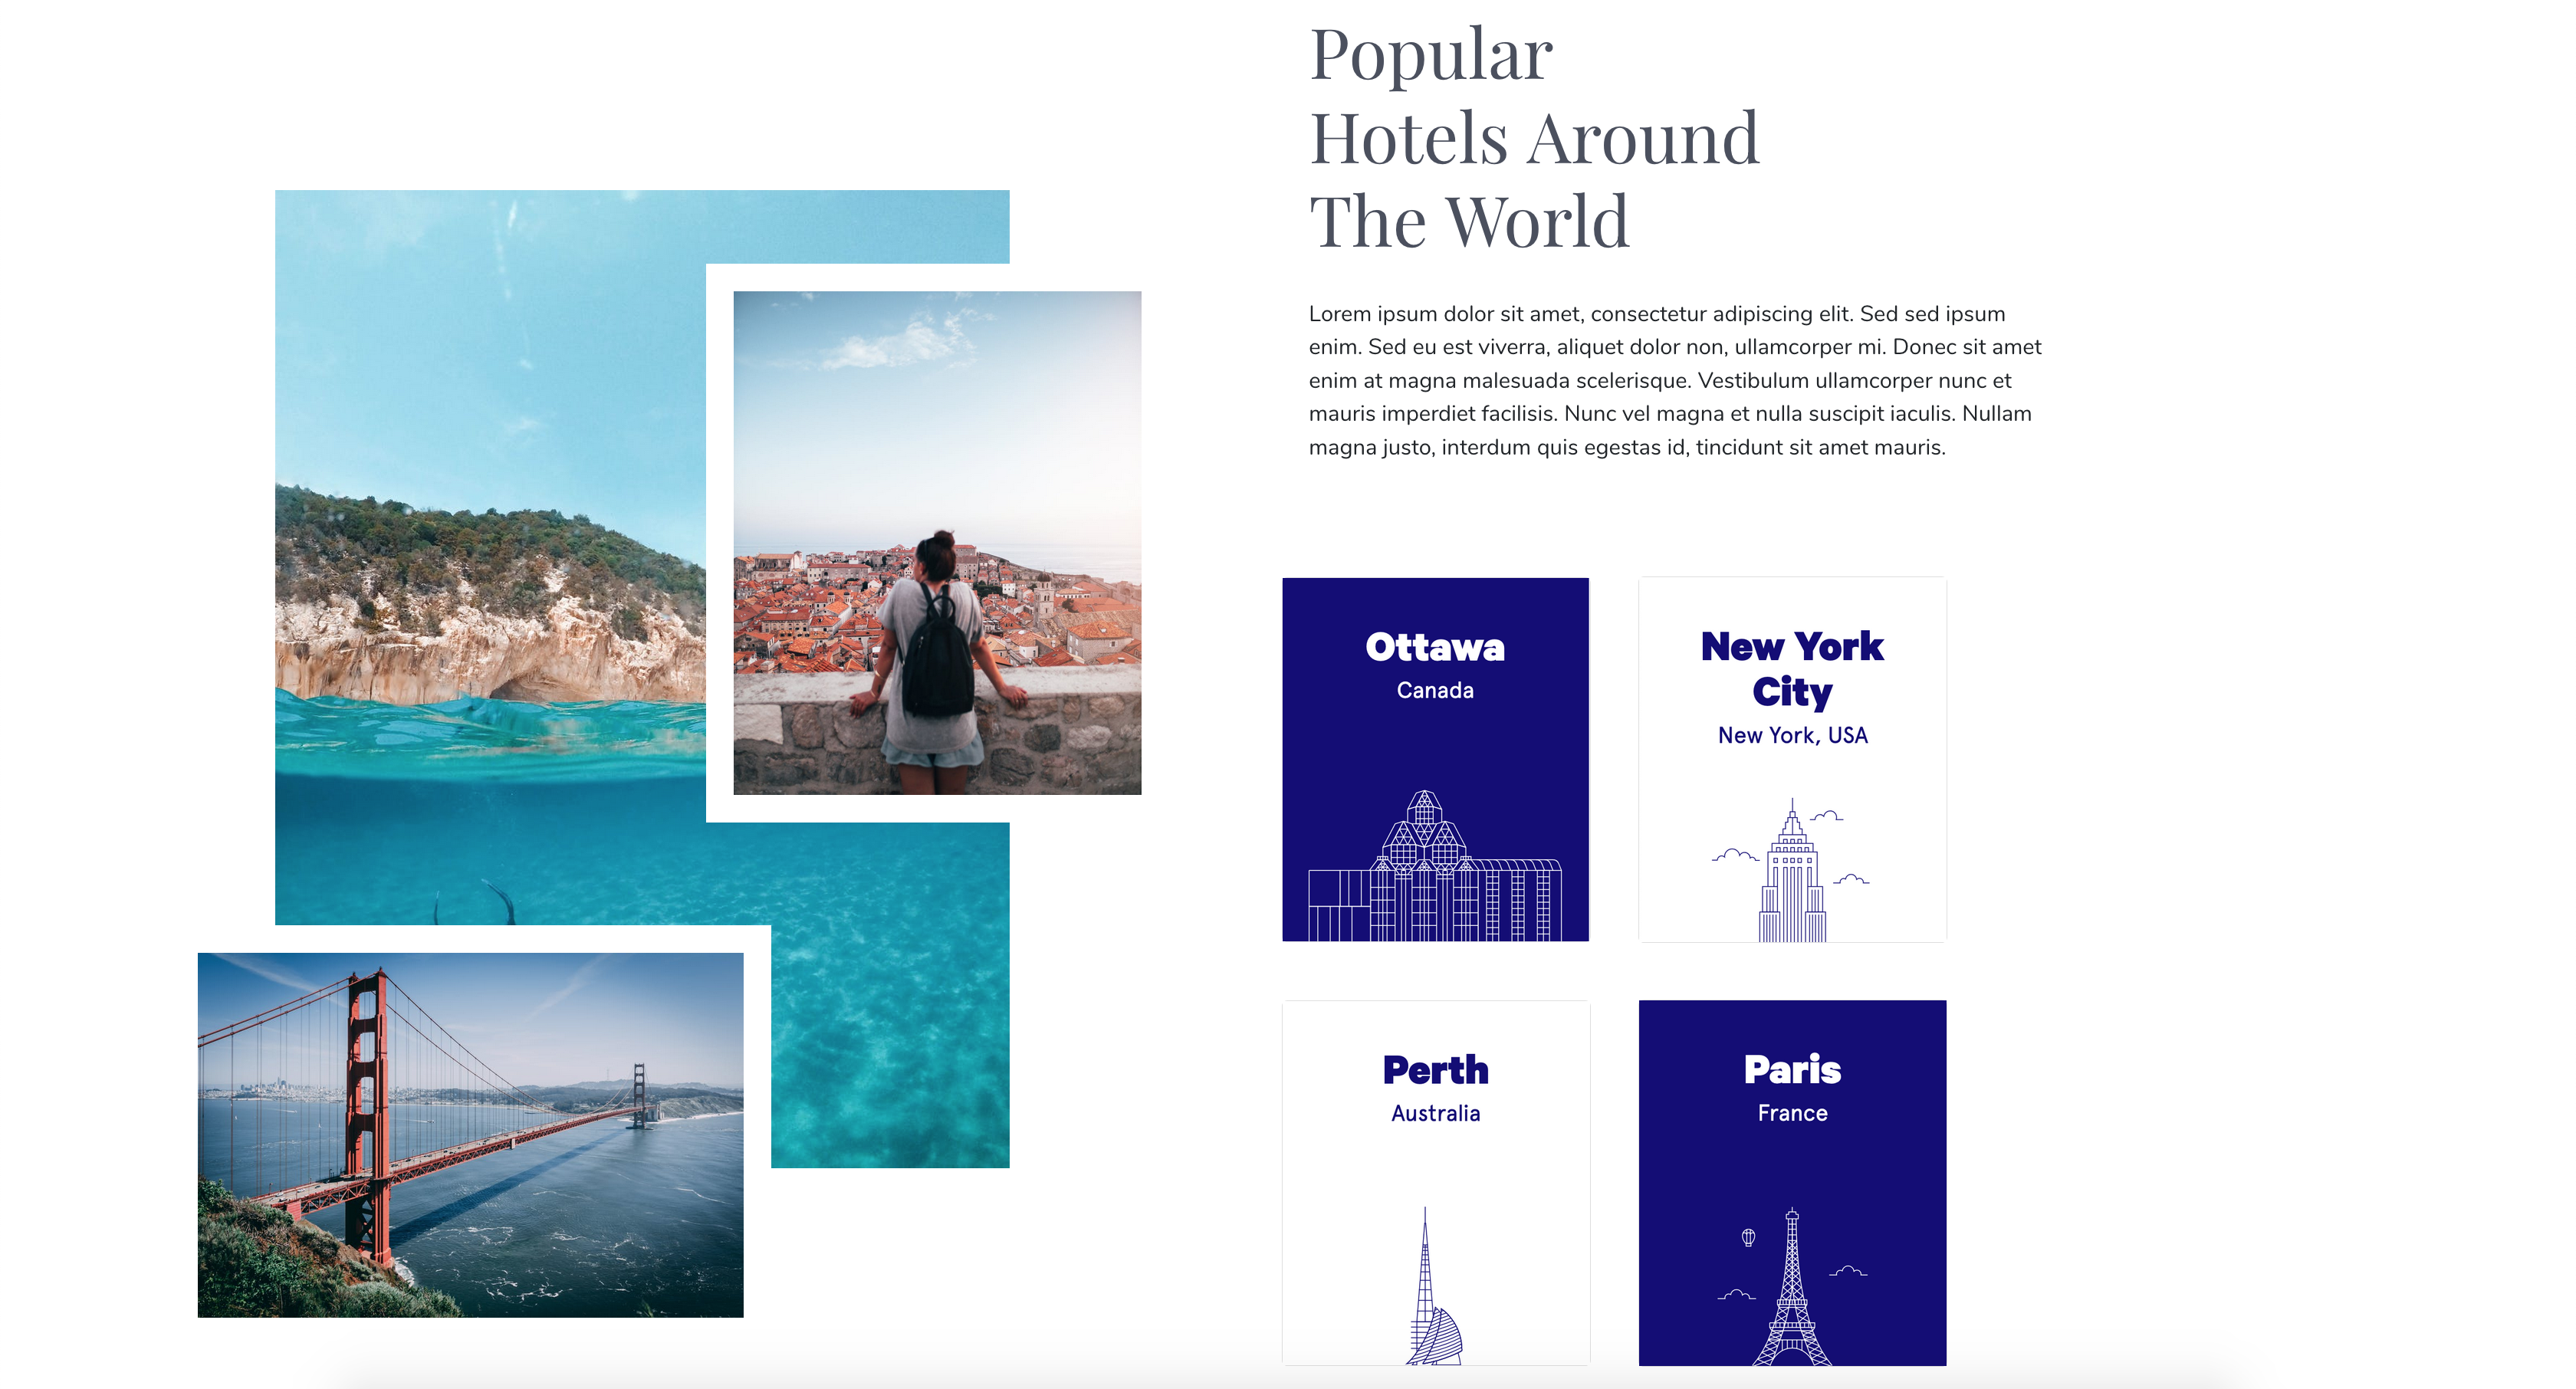 Popular
Hotels Around
The World
Lorem ipsum dolor sit amet, consectetur adipiscing elit. Sed sed ipsum
enim. Sed eu est viverra, aliquet dolor non, ullamcorper mi. Donec sit amet
enim at magna malesuada scelerisque. Vestibulum ullamcorper nunc et
mauris imperdiet facilisis. Nunc vel magna et nulla suscipit iaculis. Nullam
magna justo, interdum quis egestas id, tincidunt sit amet mauris.
Ottawa
Canada
New York
City
New York, USA
Perth
Australia
Paris
France